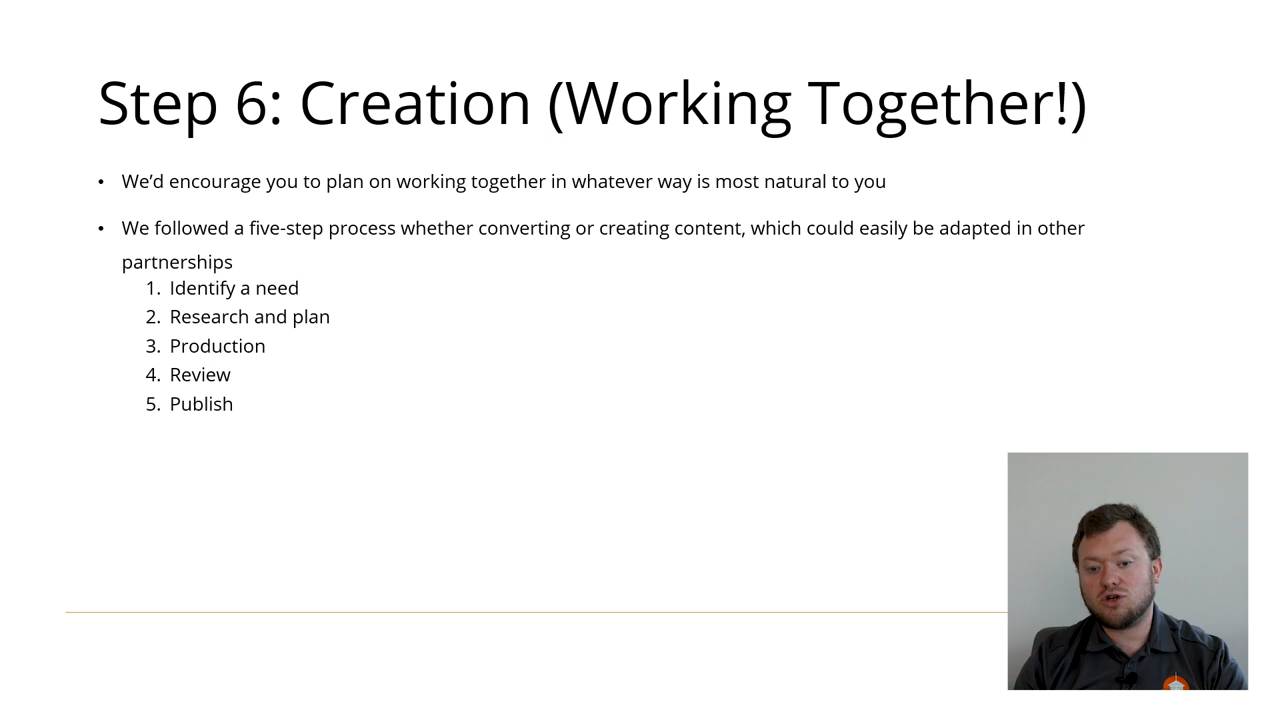 Step 6: Creation (Working Together!)
• We’d encourage you to plan on working together in whatever way is most natural to you
• We followed a five-step process whether converting or creating content, which could easily be adapted in other
partnerships
1. Identify a need
2. Research and plan
3. Production
4. Review
5. Publish